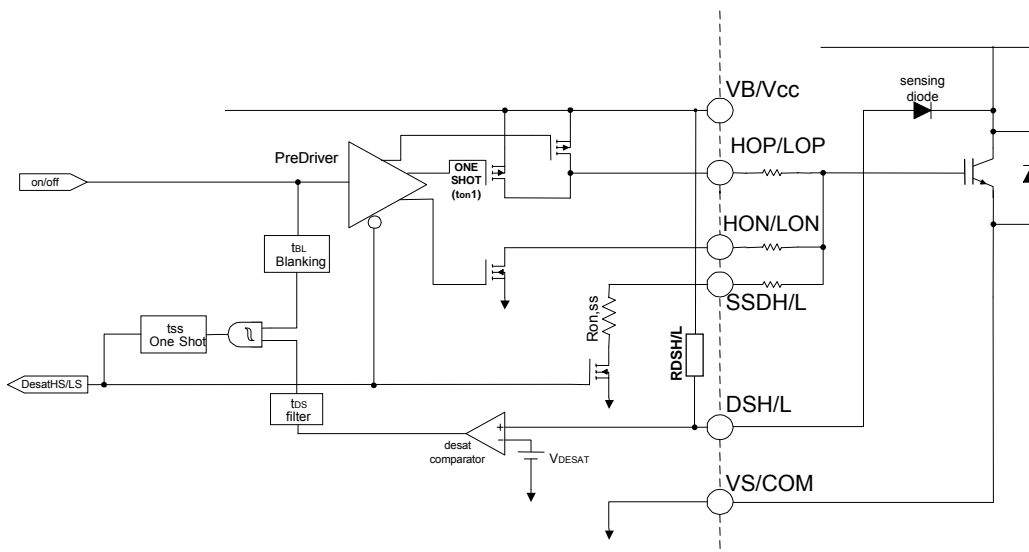 VB/Vcc
sensing
diode
HOP/LOP
PreDriver
ONE
SHOT
(ton1)
on/off
HON/LON
tBL
Blanking
SSDH/L
Ron,ss
tss
One Shot
RDSH/L
DesatHS/LS
tDS
filter
DSH/L
+
-
desat
comparator
VDESAT
VS/COM